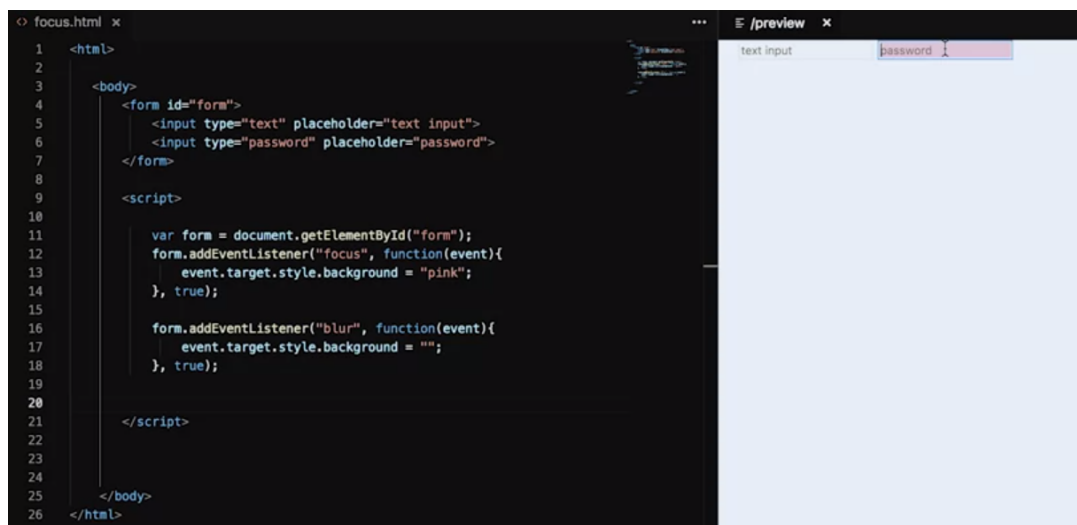 <> focus.html × ••• /preview ×
1 <html>
2
3 <body>
4 <form id="form">
5 <input type="text" placeholder="text input">
6 <input type="password" placeholder="password">
7 </form>
8
9 <script>
10
11 var form = document.getElementById("form");
12 form.addEventListener("focus", function(event){
13 event.target.style.background = "pink";
14 }, true);
15
16 form.addEventListener("blur", function(event){
17 event.target.style.background = "";
18 }, true);
19
20
21 </script>
22
23
24
25 </body>
26 </html>
text input password